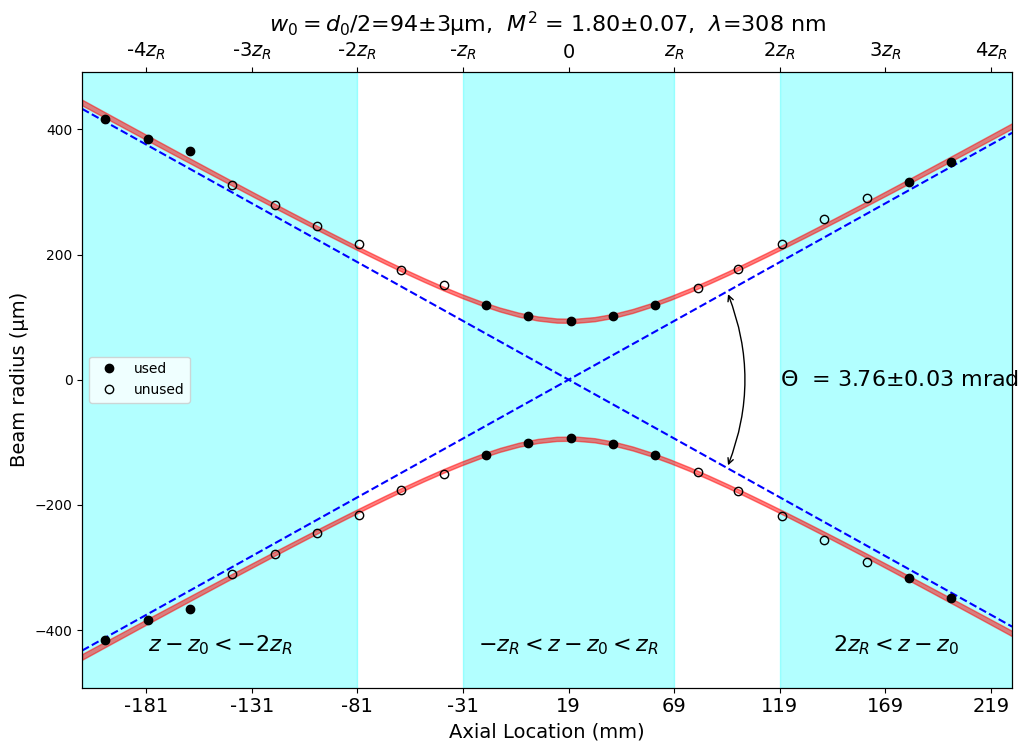 w₀ = d₀/2=94±3μm, M² = 1.80±0.07, λ=308 nm
-4z_R -3z_R -2z_R -z_R 0 z_R 2z_R 3z_R 4z_R
400
200
0
−200
−400
Beam radius (μm)
used
unused
Θ = 3.76±0.03 mrad
z − z₀ < −2z_R
−z_R < z − z₀ < z_R
2z_R < z − z₀
-181 -131 -81 -31 19 69 119 169 219
Axial Location (mm)